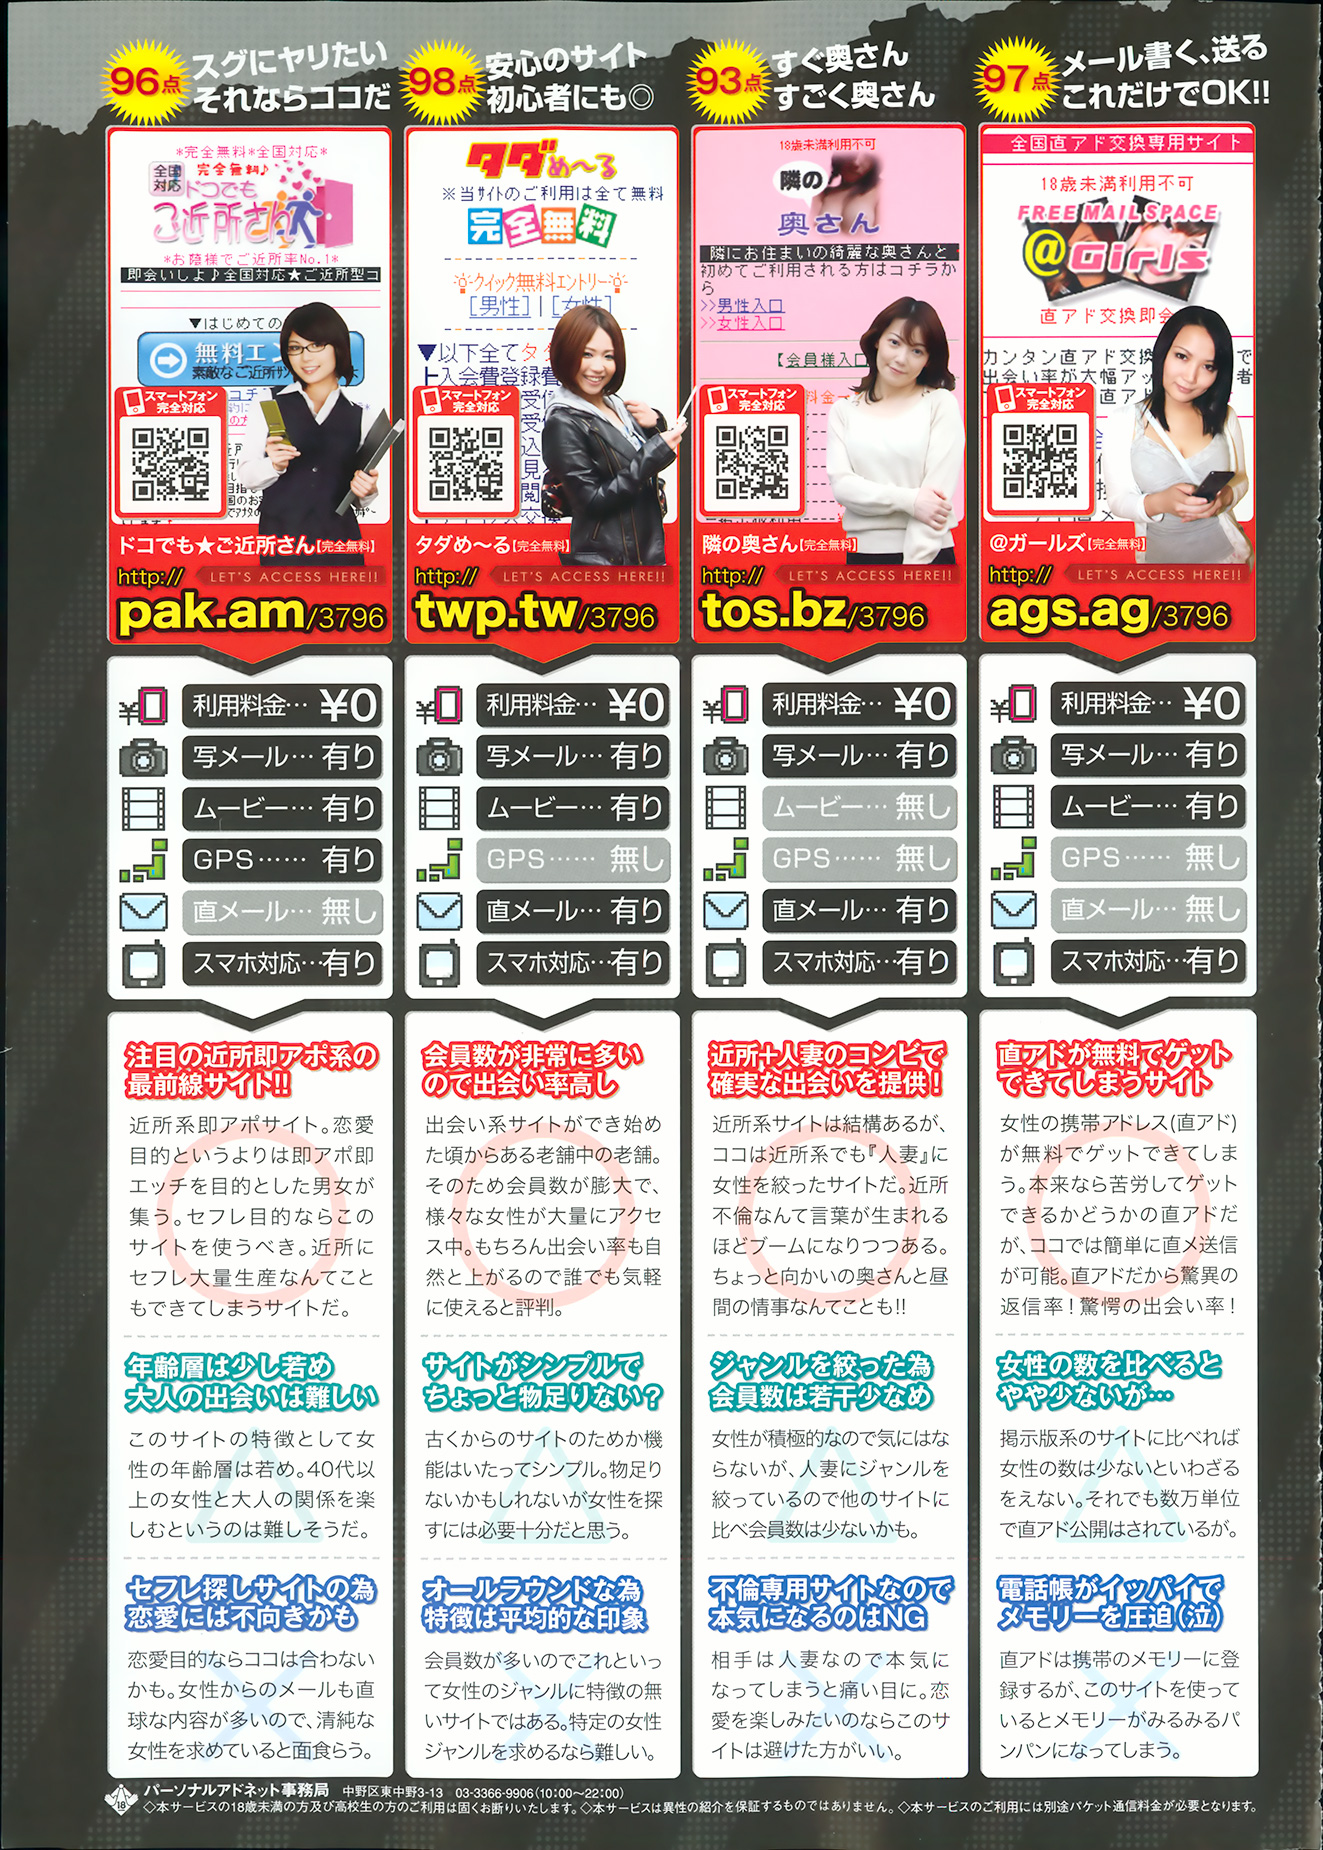 96点
スグにヤリたい
それならココだ
*完全無料*全国対応*
全国対応
完全無料♪
ドコでも
ご近所さん
*お蔭様でご近所率No.1*
即会いしよ♪全国対応★ご近所型コ
▼はじめての
無料エン
スマートフォン
完全対応
ドコでも★ご近所さん【完全無料】
http://
LET'S ACCESS HERE!!
pak.am/3796
利用料金… ¥0
写メール… 有り
ムービー… 有り
GPS…… 有り
直メール… 無し
スマホ対応…有り
注目の近所即アポ系の
最前線サイト!!
近所系即アポサイト。恋愛
目的というよりは即アポ即
エッチを目的とした男女が
集う。セフレ目的ならこの
サイトを使うべき。近所に
セフレ大量生産なんてこと
もできてしまうサイトだ。
年齢層は少し若め
大人の出会いは難しい
このサイトの特徴として女
性の年齢層は若め。40代以
上の女性と大人の関係を楽
しむというのは難しそうだ。
セフレ探しサイトの為
恋愛には不向きかも
恋愛目的ならココは合わない
かも。女性からのメールも直
球な内容が多いので、清純な
女性を求めていると面食らう。
98点
安心のサイト
初心者にも◎
タダめ〜る
※当サイトのご利用は全て無料
完全無料
クイック無料エントリー
[男性] | [女性]
▼以下全てタダ
スマートフォン
完全対応
タダめ〜る【完全無料】
http://
LET'S ACCESS HERE!!
twp.tw/3796
利用料金… ¥0
写メール… 有り
ムービー… 有り
GPS…… 無し
直メール… 有り
スマホ対応…有り
会員数が非常に多い
ので出会い率高し
出会い系サイトができ始め
た頃からある老舗中の老舗。
そのため会員数が膨大で、
様々な女性が大量にアクセ
ス中。もちろん出会い率も自
然と上がるので誰でも気軽
に使えると評判。
サイトがシンプルで
ちょっと物足りない？
古くからのサイトのためか機
能はいたってシンプル。物足り
ないかもしれないが女性を探
すには必要十分だと思う。
オールラウンドな為
特徴は平均的な印象
会員数が多いのでこれといっ
て女性のジャンルに特徴の無
いサイトではある。特定の女性
ジャンルを求めるなら難しい。
93点
すぐ奥さん
すごく奥さん
18歳未満利用不可
隣の
奥さん
隣にお住まいの綺麗な奥さんと
初めてご利用される方はコチラか
ら
>>男性入口
>>女性入口
【会員様入口
スマートフォン
完全対応
隣の奥さん【完全無料】
http://
LET'S ACCESS HERE!!
tos.bz/3796
利用料金… ¥0
写メール… 有り
ムービー… 無し
GPS…… 無し
直メール… 有り
スマホ対応…有り
近所+人妻のコンビで
確実な出会いを提供！
近所系サイトは結構あるが、
ココは近所系でも『人妻』に
女性を絞ったサイトだ。近所
不倫なんて言葉が生まれる
ほどブームになりつつある。
ちょっと向かいの奥さんと昼
間の情事なんてことも!!
ジャンルを絞った為
会員数は若干少なめ
女性が積極的なので気にはな
らないが、人妻にジャンルを
絞っているので他のサイトに
比べ会員数は少ないかも。
不倫専用サイトなので
本気になるのはNG
相手は人妻なので本気に
なってしまうと痛い目に。恋
愛を楽しみたいのならこのサ
イトは避けた方がいい。
97点
メール書く、送る
これだけでOK!!
全国直アド交換専用サイト
18歳未満利用不可
FREE MAIL SPACE
@Girls
直アド交換即会
カンタン直アド交換
出会い率が大幅アッ
スマートフォン
完全対応
@ガールズ【完全無料】
http://
LET'S ACCESS HERE!!
ags.ag/3796
利用料金… ¥0
写メール… 有り
ムービー… 有り
GPS…… 無し
直メール… 無し
スマホ対応…有り
直アドが無料でゲット
できてしまうサイト
女性の携帯アドレス(直アド)
が無料でゲットできてしま
う。本来なら苦労してゲット
できるかどうかの直アドだ
が、ココでは簡単に直メ送信
が可能。直アドだから驚異の
返信率！驚愕の出会い率！
女性の数を比べると
やや少ないが…
掲示版系のサイトに比べれば
女性の数は少ないといわざる
をえない。それでも数万単位
で直アド公開はされているが。
電話帳がイッパイで
メモリーを圧迫(泣)
直アドは携帯のメモリーに登
録するが、このサイトを使って
いるとメモリーがみるみるパ
ンパンになってしまう。
18
パーソナルアドネット事務局 中野区東中野3-13 03-3366-9906(10:00〜22:00)
◇本サービスの18歳未満の方及び高校生の方のご利用は固くお断りいたします。◇本サービスは異性の紹介を保証するものではありません。◇本サービスのご利用には別途パケット通信料金が必要となります。